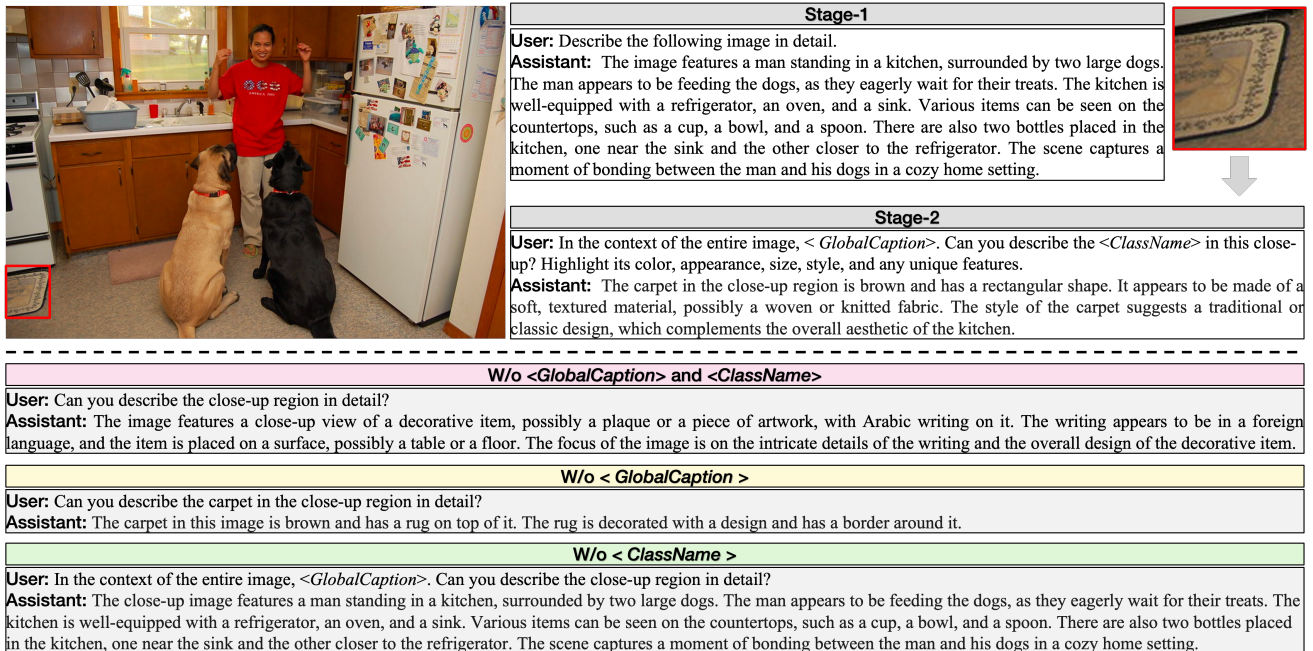 Stage-1
User: Describe the following image in detail.
Assistant: The image features a man standing in a kitchen, surrounded by two large dogs.
The man appears to be feeding the dogs, as they eagerly wait for their treats. The kitchen is
well-equipped with a refrigerator, an oven, and a sink. Various items can be seen on the
countertops, such as a cup, a bowl, and a spoon. There are also two bottles placed in the
kitchen, one near the sink and the other closer to the refrigerator. The scene captures a
moment of bonding between the man and his dogs in a cozy home setting.
Stage-2
User: In the context of the entire image, < GlobalCaption>. Can you describe the <ClassName> in this close-
up? Highlight its color, appearance, size, style, and any unique features.
Assistant: The carpet in the close-up region is brown and has a rectangular shape. It appears to be made of a
soft, textured material, possibly a woven or knitted fabric. The style of the carpet suggests a traditional or
classic design, which complements the overall aesthetic of the kitchen.
W/o <GlobalCaption> and <ClassName>
User: Can you describe the close-up region in detail?
Assistant: The image features a close-up view of a decorative item, possibly a plaque or a piece of artwork, with Arabic writing on it. The writing appears to be in a foreign
language, and the item is placed on a surface, possibly a table or a floor. The focus of the image is on the intricate details of the writing and the overall design of the decorative item.
W/o < GlobalCaption >
User: Can you describe the carpet in the close-up region in detail?
Assistant: The carpet in this image is brown and has a rug on top of it. The rug is decorated with a design and has a border around it.
W/o < ClassName >
User: In the context of the entire image, <GlobalCaption>. Can you describe the close-up region in detail?
Assistant: The close-up image features a man standing in a kitchen, surrounded by two large dogs. The man appears to be feeding the dogs, as they eagerly wait for their treats. The
kitchen is well-equipped with a refrigerator, an oven, and a sink. Various items can be seen on the countertops, such as a cup, a bowl, and a spoon. There are also two bottles placed
in the kitchen, one near the sink and the other closer to the refrigerator. The scene captures a moment of bonding between the man and his dogs in a cozy home setting.